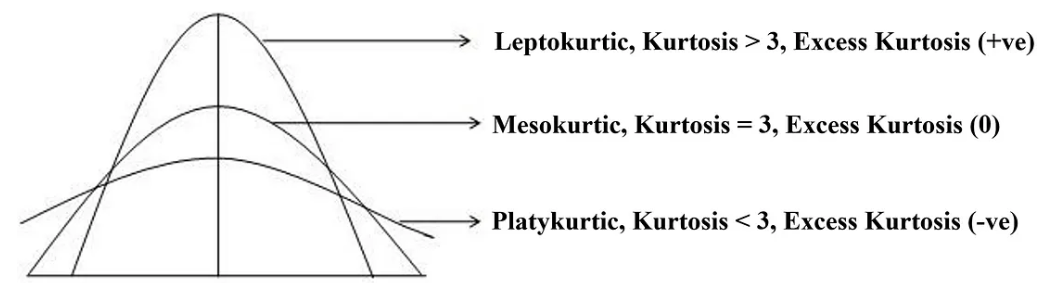 Leptokurtic, Kurtosis > 3, Excess Kurtosis (+ve)
Mesokurtic, Kurtosis = 3, Excess Kurtosis (0)
Platykurtic, Kurtosis < 3, Excess Kurtosis (-ve)